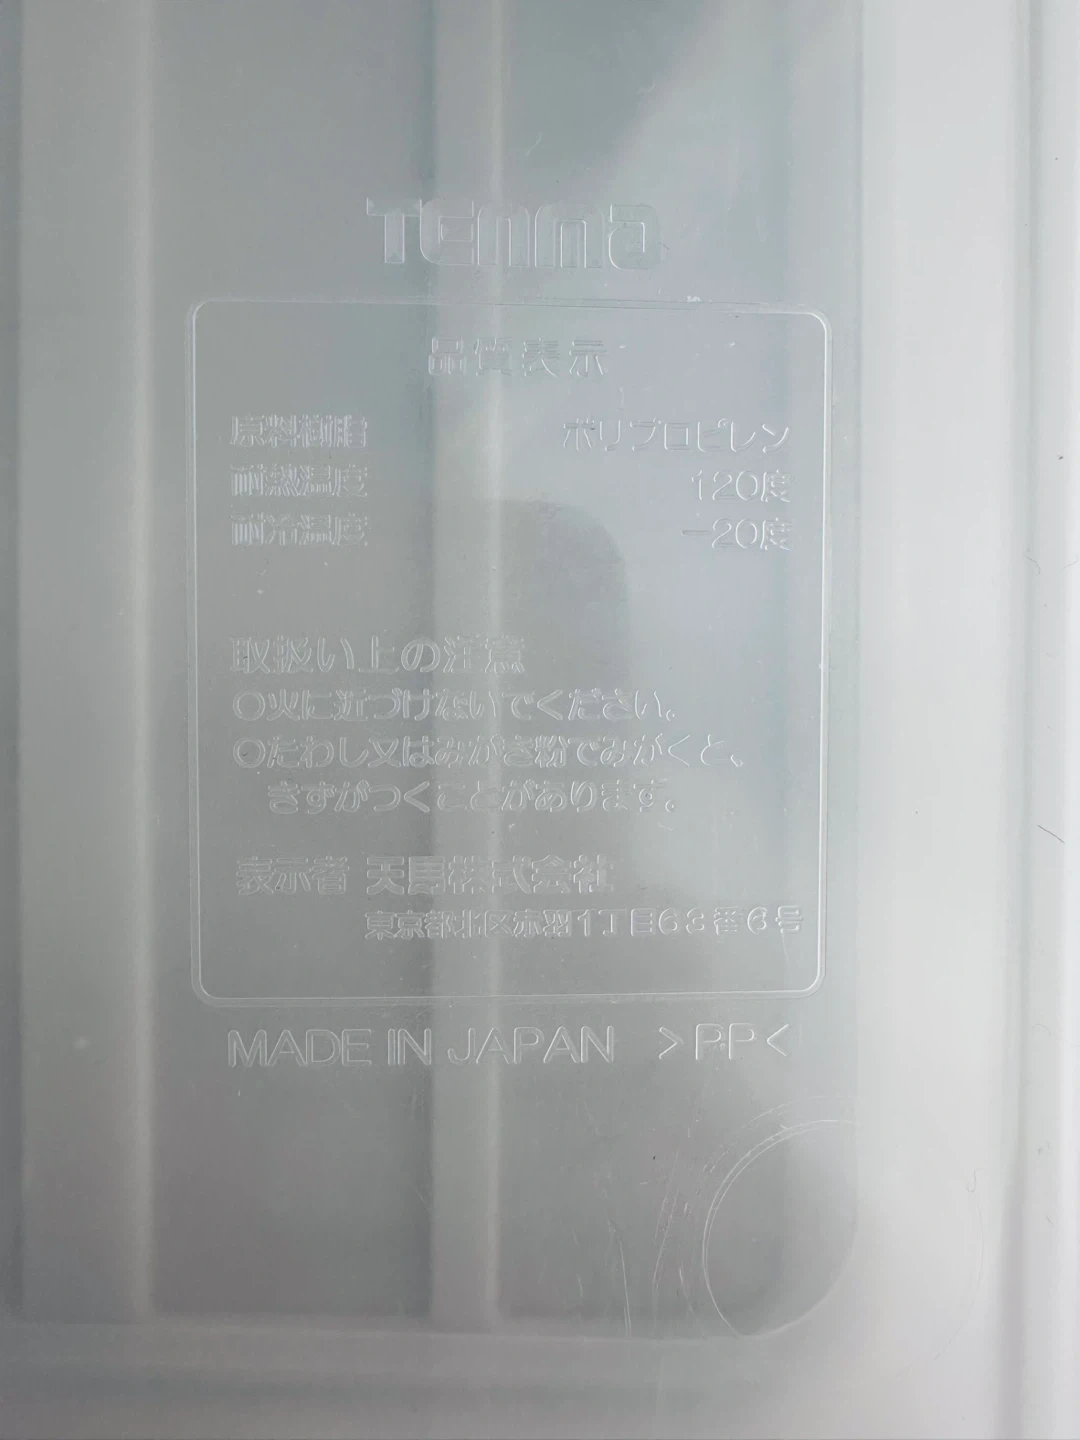 Tenma
品質表示
原料樹脂 ポリプロピレン
耐熱温度 120度
耐冷温度 -20度
取扱い上の注意
○火に近づけないでください。
○たわし又はみがき粉でみがくと、
きずがつくことがあります。
表示者 天馬株式会社
東京都北区赤羽1丁目63番6号
MADE IN JAPAN >PP<